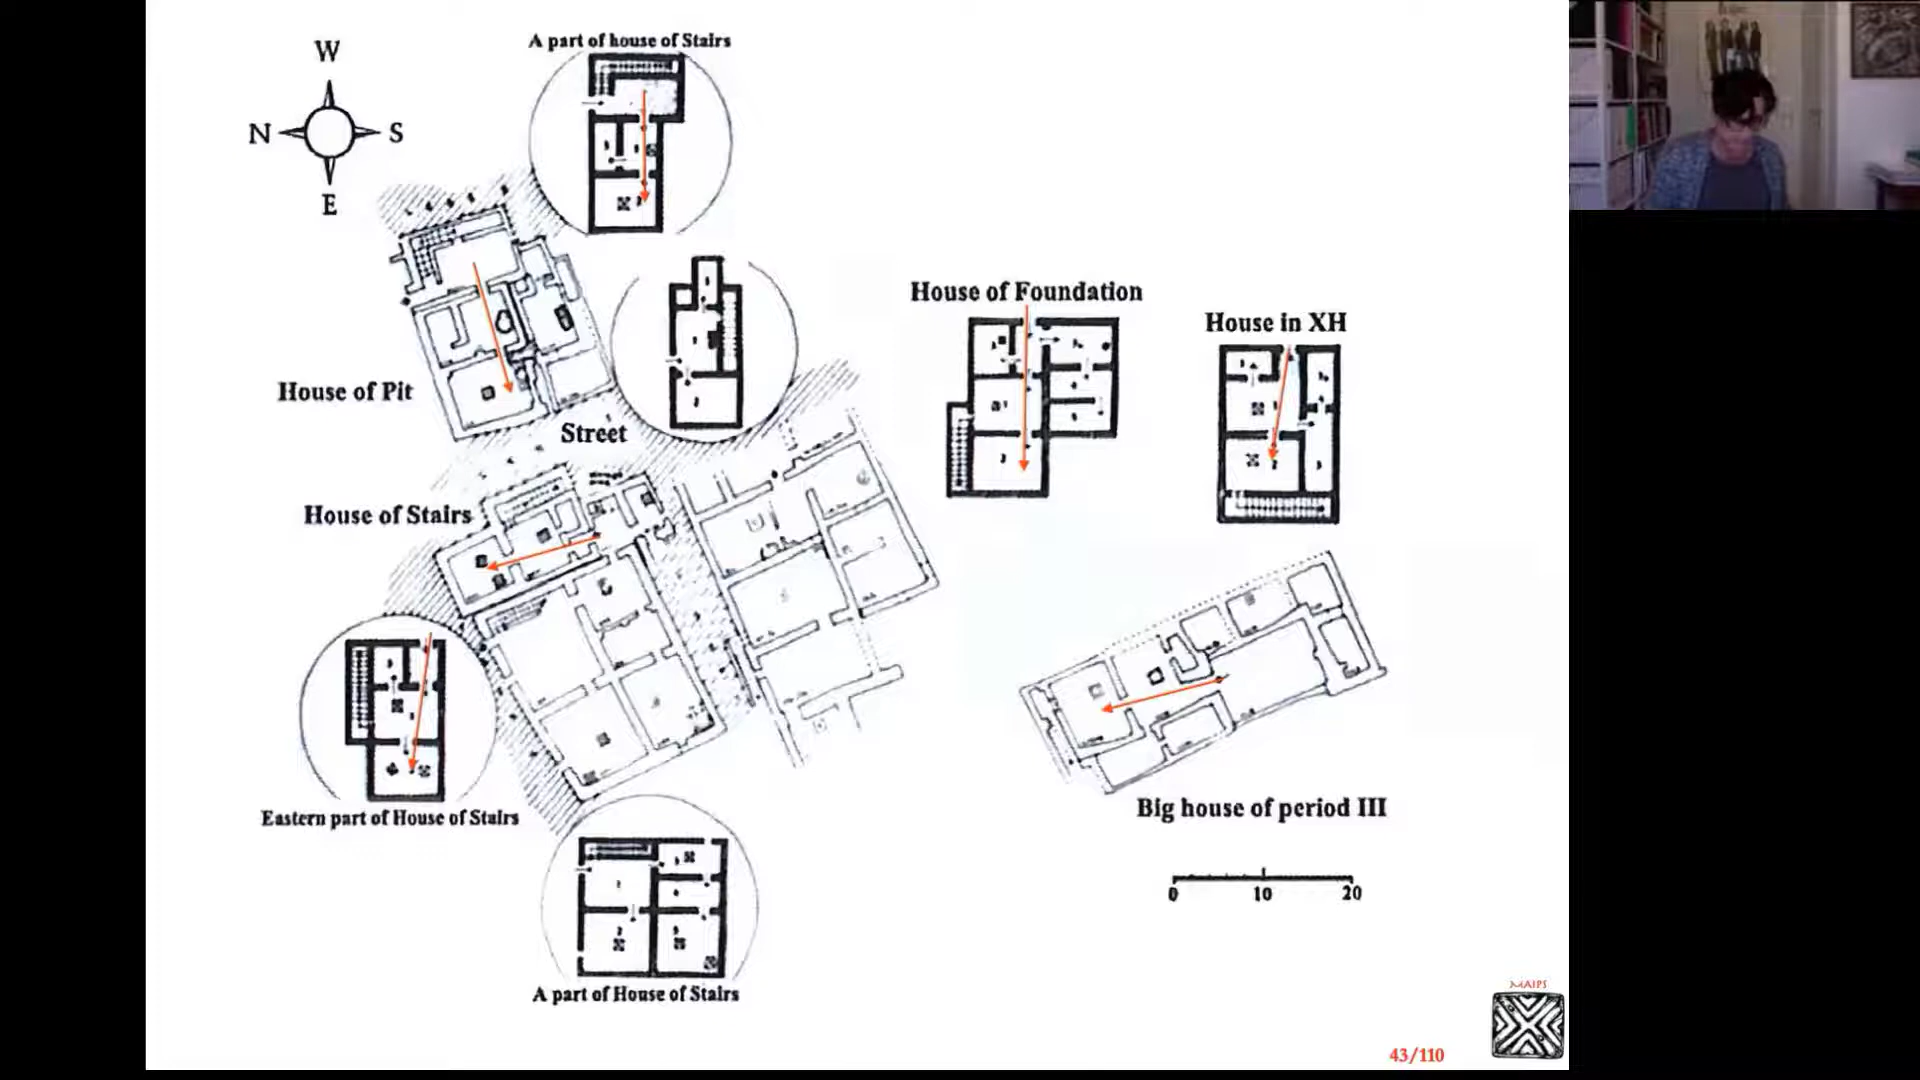 A part of house of Stairs
W
N
S
E
House of Foundation
House in XH
House of Pit
Street
House of Stairs
Big house of period III
Eastern part of House of Stairs
0
10
20
A part of House of Stairs
MAIPS
43/110